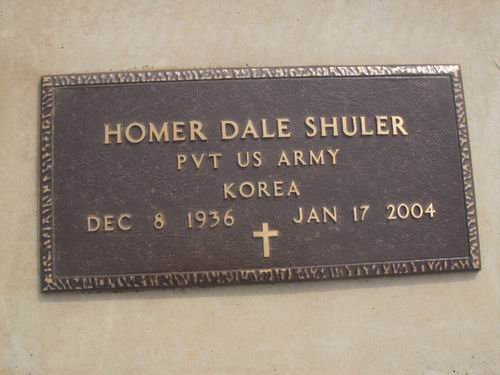 HOMER DALE SHULER
PVT US ARMY
KOREA
DEC 8 1936 JAN 17 2004